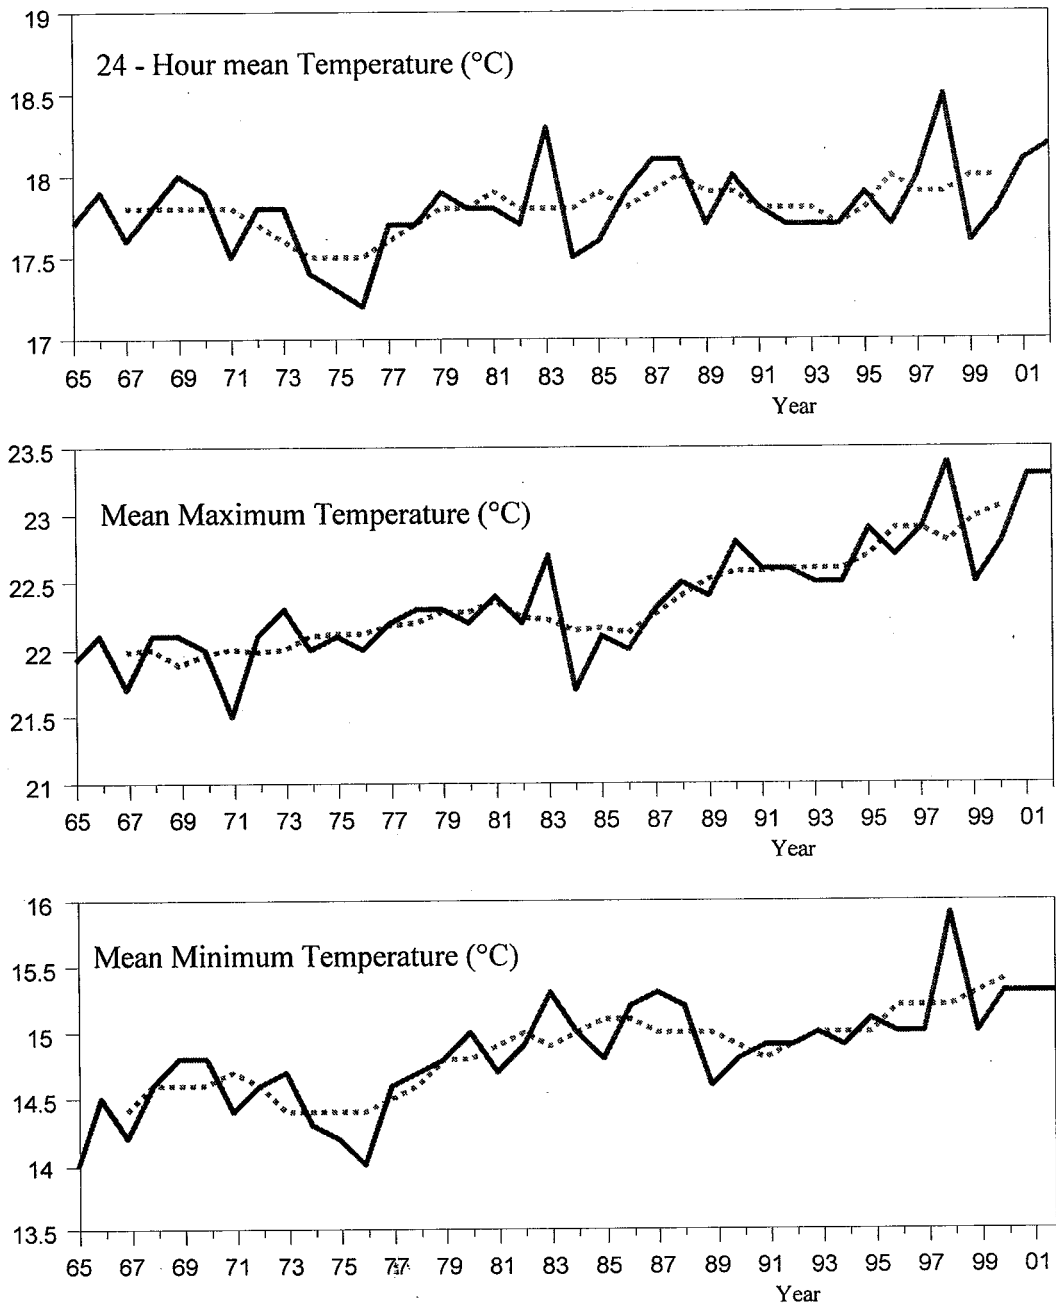 19
24 - Hour mean Temperature (°C)
18.5
18
17.5
17
65 67 69 71 73 75 77 79 81 83 85 87 89 91 93 95 97 99 01
Year
23.5
23
Mean Maximum Temperature (°C)
22.5
22
21.5
21
65 67 69 71 73 75 77 79 81 83 85 87 89 91 93 95 97 99 01
Year
16
15.5
Mean Minimum Temperature (°C)
15
14.5
14
13.5
65 67 69 71 73 75 77 79 81 83 85 87 89 91 93 95 97 99 01
Year